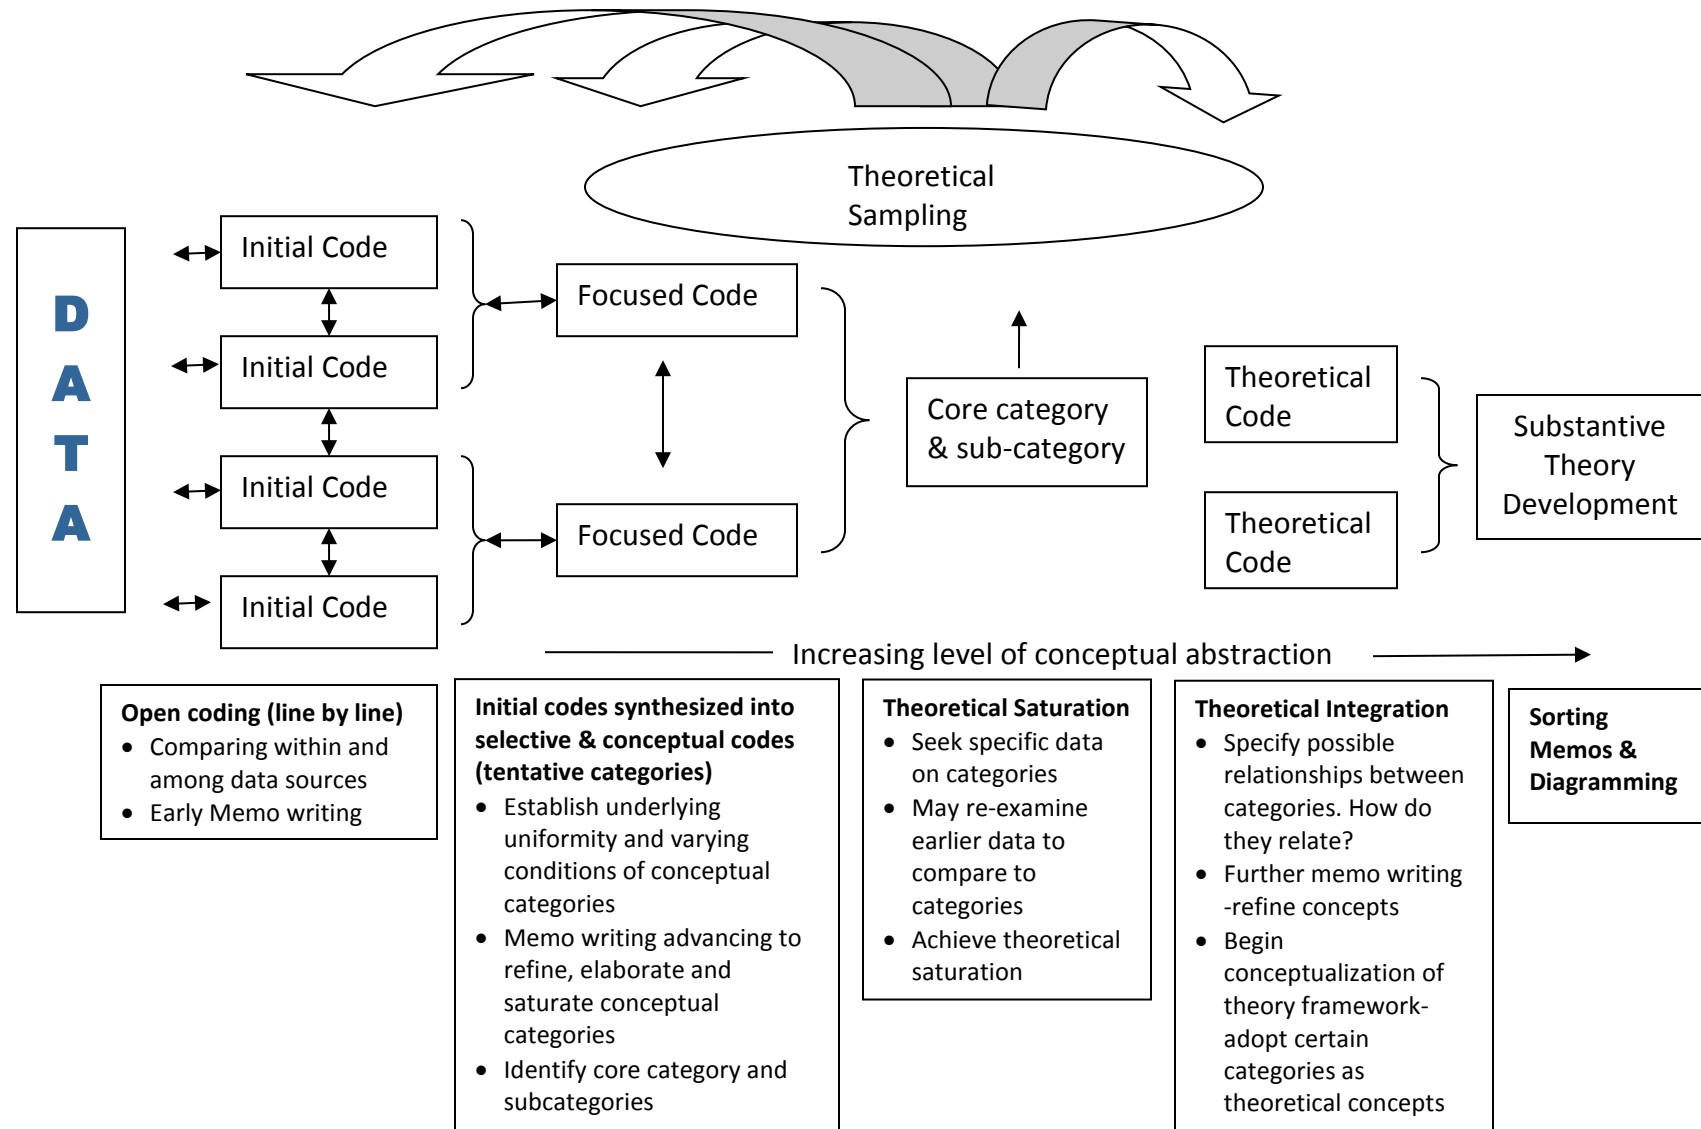 Theoretical
Sampling
D
A
T
A
Initial Code
Initial Code
Initial Code
Initial Code
Focused Code
Focused Code
Core category
& sub-category
Theoretical
Code
Theoretical
Code
Substantive
Theory
Development
Increasing level of conceptual abstraction
Open coding (line by line)
• Comparing within and
among data sources
• Early Memo writing
Initial codes synthesized into
selective & conceptual codes
(tentative categories)
• Establish underlying
uniformity and varying
conditions of conceptual
categories
• Memo writing advancing to
refine, elaborate and
saturate conceptual
categories
• Identify core category and
subcategories
Theoretical Saturation
• Seek specific data
on categories
• May re-examine
earlier data to
compare to
categories
• Achieve theoretical
saturation
Theoretical Integration
• Specify possible
relationships between
categories. How do
they relate?
• Further memo writing
-refine concepts
• Begin
conceptualization of
theory framework-
adopt certain
categories as
theoretical concepts
Sorting
Memos &
Diagramming